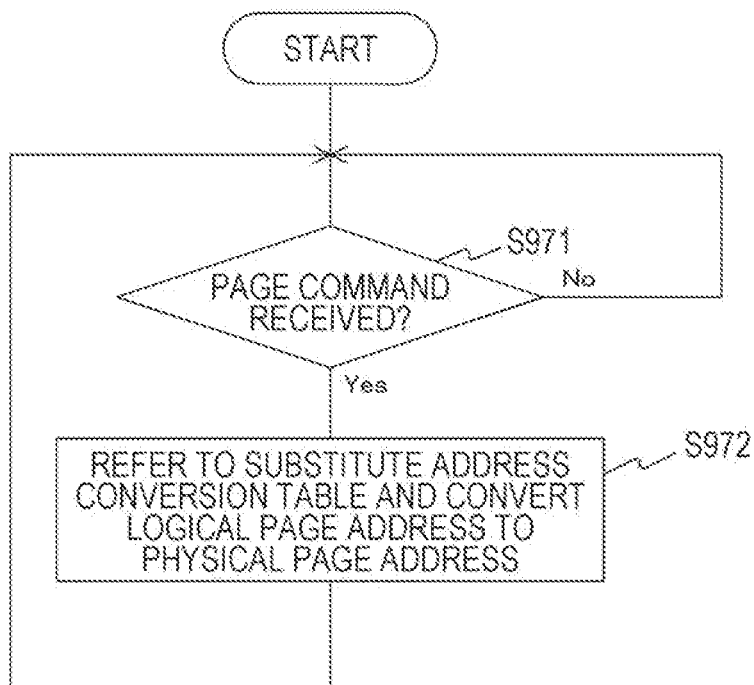 START
S971
PAGE COMMAND
RECEIVED?
No
Yes
S972
REFER TO SUBSTITUTE ADDRESS
CONVERSION TABLE AND CONVERT
LOGICAL PAGE ADDRESS TO
PHYSICAL PAGE ADDRESS